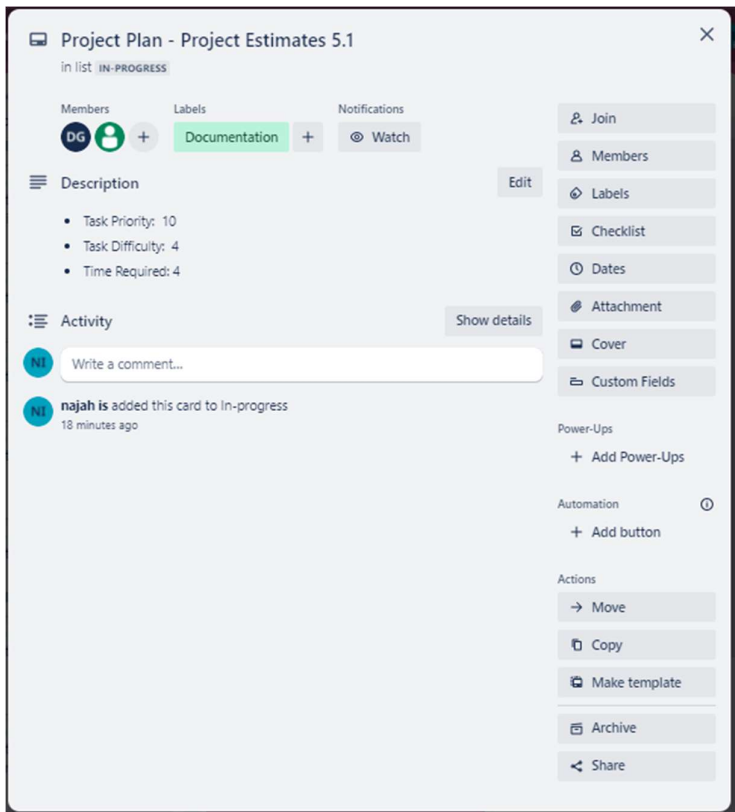 Project Plan - Project Estimates 5.1
in list IN-PROGRESS
Members
DG
+
Labels
Documentation
+
Notifications
Watch
Description
Edit
• Task Priority: 10
• Task Difficulty: 4
• Time Required: 4
Activity
Show details
NI
Write a comment...
NI
najah is added this card to In-progress
18 minutes ago
Join
Members
Labels
Checklist
Dates
Attachment
Cover
Custom Fields
Power-Ups
+ Add Power-Ups
Automation
+ Add button
Actions
Move
Copy
Make template
Archive
Share